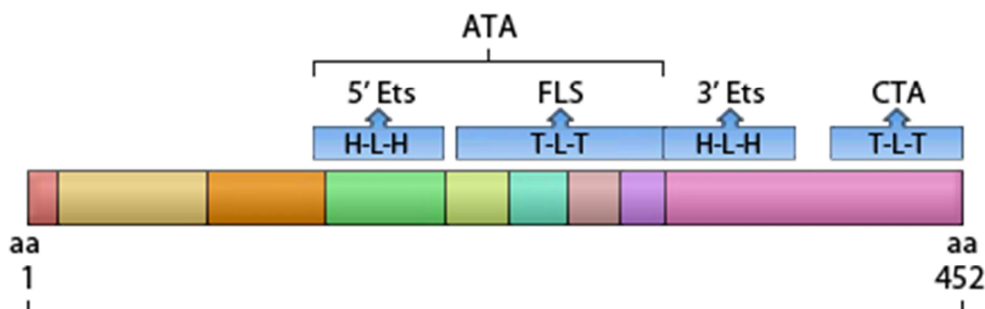 ATA
5’ Ets FLS 3’ Ets CTA
H-L-H T-L-T H-L-H T-L-T
aa aa
1 452